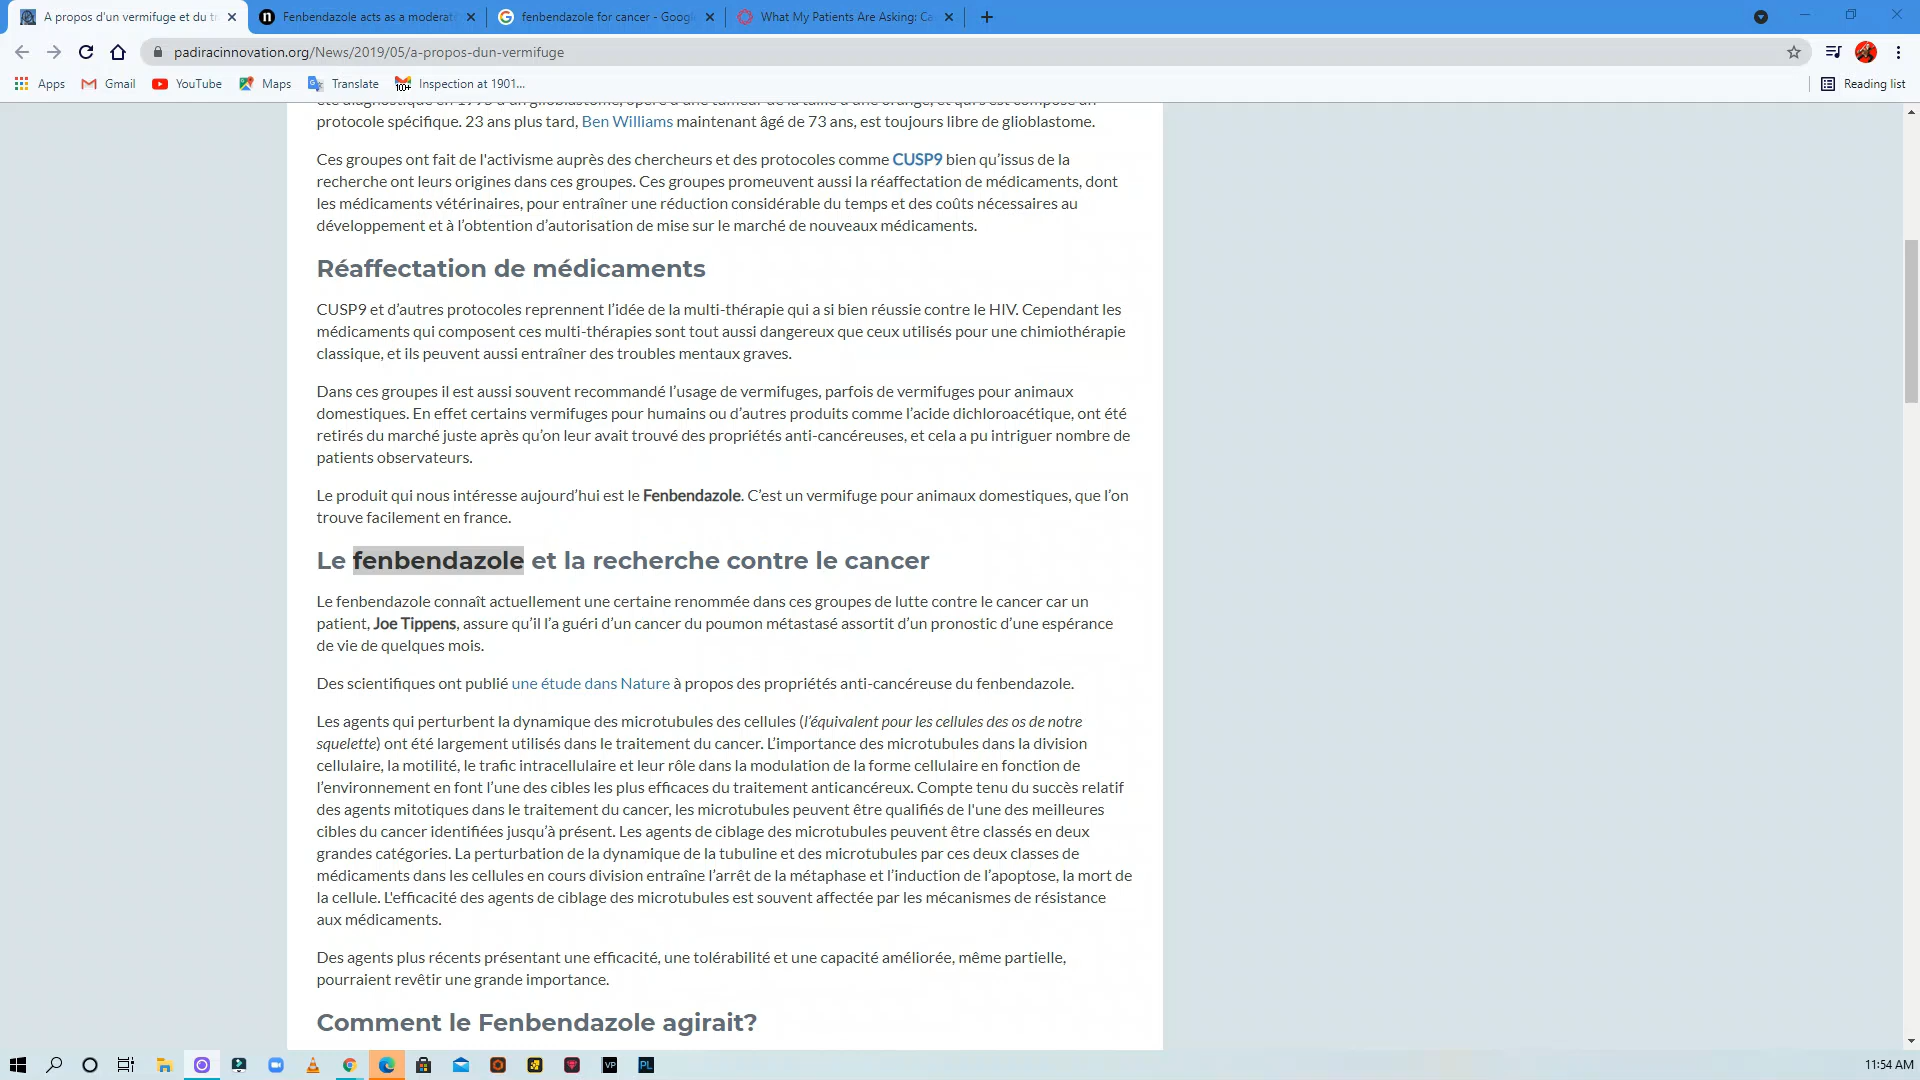 A propos d'un vermifuge et du tr
Fenbendazole acts as a moderat
fenbendazole for cancer - Googl
What My Patients Are Asking: Ca
padiracinnovation.org/News/2019/05/a-propos-dun-vermifuge
Apps
Gmail
YouTube
Maps
Translate
100+
Inspection at 1901...
Reading list
été diagnostiqué en 1995 d'un glioblastome, opéré d'une tumeur de la taille d'une orange, et qui s'est composé un
protocole spécifique. 23 ans plus tard, Ben Williams maintenant âgé de 73 ans, est toujours libre de glioblastome.
Ces groupes ont fait de l'activisme auprès des chercheurs et des protocoles comme CUSP9 bien qu’issus de la
recherche ont leurs origines dans ces groupes. Ces groupes promeuvent aussi la réaffectation de médicaments, dont
les médicaments vétérinaires, pour entraîner une réduction considérable du temps et des coûts nécessaires au
développement et à l’obtention d’autorisation de mise sur le marché de nouveaux médicaments.
Réaffectation de médicaments
CUSP9 et d’autres protocoles reprennent l’idée de la multi-thérapie qui a si bien réussie contre le HIV. Cependant les
médicaments qui composent ces multi-thérapies sont tout aussi dangereux que ceux utilisés pour une chimiothérapie
classique, et ils peuvent aussi entraîner des troubles mentaux graves.
Dans ces groupes il est aussi souvent recommandé l’usage de vermifuges, parfois de vermifuges pour animaux
domestiques. En effet certains vermifuges pour humains ou d’autres produits comme l’acide dichloroacétique, ont été
retirés du marché juste après qu’on leur avait trouvé des propriétés anti-cancéreuses, et cela a pu intriguer nombre de
patients observateurs.
Le produit qui nous intéresse aujourd’hui est le Fenbendazole. C’est un vermifuge pour animaux domestiques, que l’on
trouve facilement en france.
Le fenbendazole et la recherche contre le cancer
Le fenbendazole connaît actuellement une certaine renommée dans ces groupes de lutte contre le cancer car un
patient, Joe Tippens, assure qu’il l’a guéri d’un cancer du poumon métastasé assortit d’un pronostic d’une espérance
de vie de quelques mois.
Des scientifiques ont publié une étude dans Nature à propos des propriétés anti-cancéreuse du fenbendazole.
Les agents qui perturbent la dynamique des microtubules des cellules (l’équivalent pour les cellules des os de notre
squelette) ont été largement utilisés dans le traitement du cancer. L’importance des microtubules dans la division
cellulaire, la motilité, le trafic intracellulaire et leur rôle dans la modulation de la forme cellulaire en fonction de
l’environnement en font l’une des cibles les plus efficaces du traitement anticancéreux. Compte tenu du succès relatif
des agents mitotiques dans le traitement du cancer, les microtubules peuvent être qualifiés de l'une des meilleures
cibles du cancer identifiées jusqu’à présent. Les agents de ciblage des microtubules peuvent être classés en deux
grandes catégories. La perturbation de la dynamique de la tubuline et des microtubules par ces deux classes de
médicaments dans les cellules en cours division entraîne l’arrêt de la métaphase et l’induction de l’apoptose, la mort de
la cellule. L'efficacité des agents de ciblage des microtubules est souvent affectée par les mécanismes de résistance
aux médicaments.
Des agents plus récents présentant une efficacité, une tolérabilité et une capacité améliorée, même partielle,
pourraient revêtir une grande importance.
Comment le Fenbendazole agirait?
VP
PL
11:54 AM